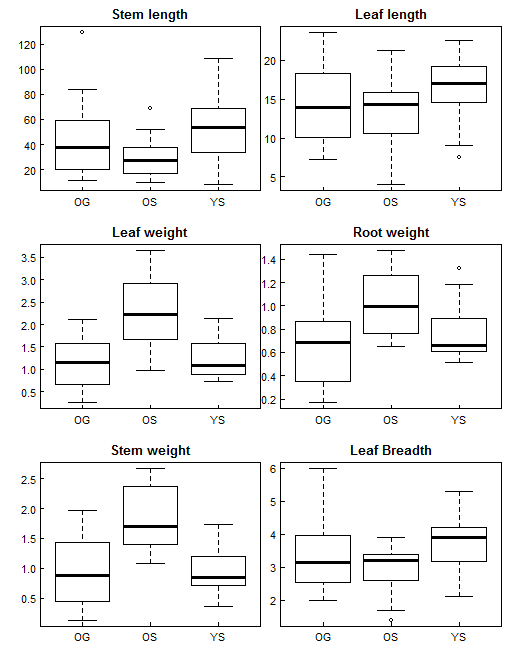 Stem length
120
100
80
60
40
20
OG OS YS
Leaf length
20
15
10
5
OG OS YS
Leaf weight
3.5
3.0
2.5
2.0
1.5
1.0
0.5
OG OS YS
Root weight
1.4
1.2
1.0
0.8
0.6
0.4
0.2
OG OS YS
Stem weight
2.5
2.0
1.5
1.0
0.5
OG OS YS
Leaf Breadth
6
5
4
3
2
OG OS YS